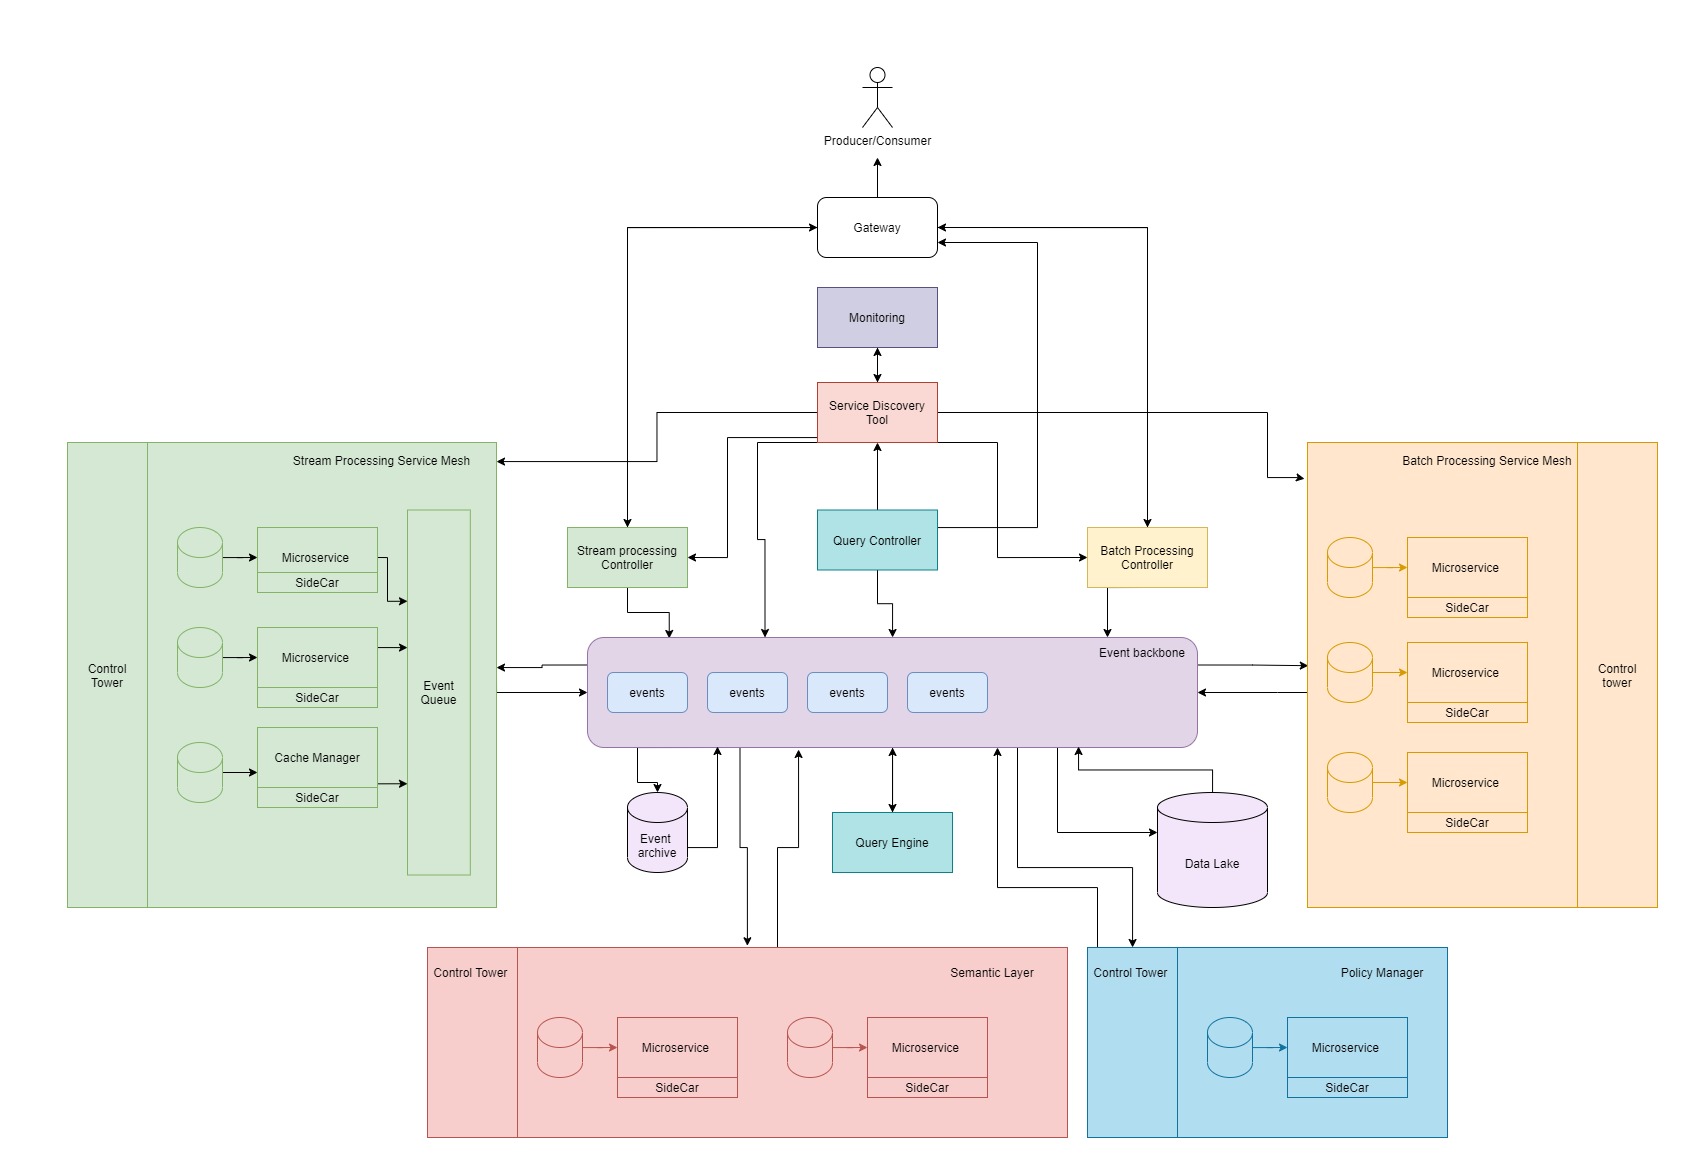 Producer/Consumer
Gateway
Monitoring
Service Discovery
Tool
Stream Processing Service Mesh
Batch Processing Service Mesh
Stream processing
Controller
Query Controller
Batch Processing
Controller
Microservice
SideCar
Microservice
SideCar
Cache Manager
SideCar
Control
Tower
Event
Queue
Event backbone
events
events
events
events
Microservice
SideCar
Microservice
SideCar
Microservice
SideCar
Control
tower
Event
archive
Query Engine
Data Lake
Control Tower
Semantic Layer
Microservice
SideCar
Microservice
SideCar
Control Tower
Policy Manager
Microservice
SideCar